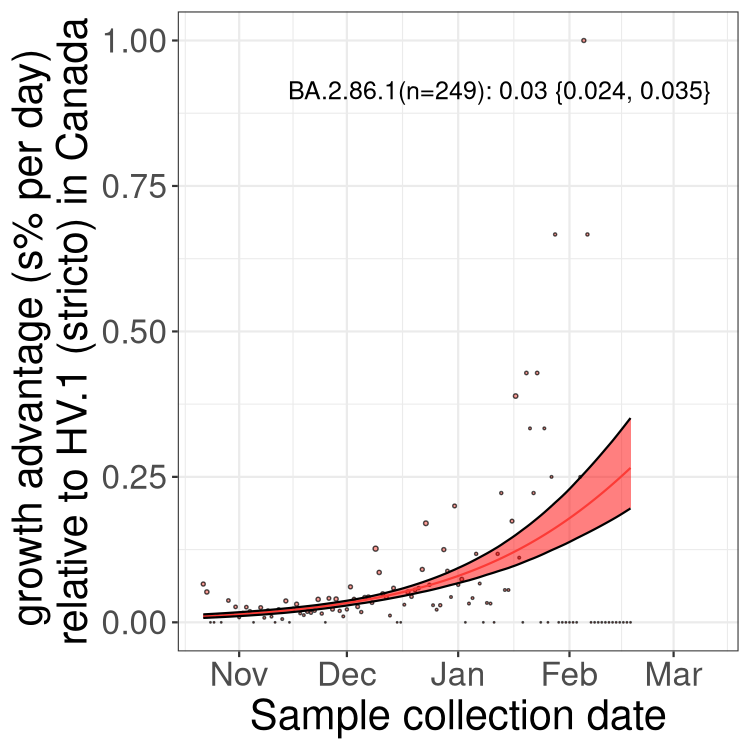 growth advantage (s% per day)
relative to HV.1 (stricto) in Canada
1.00
0.75
0.50
0.25
0.00
BA.2.86.1(n=249): 0.03 {0.024, 0.035}
Nov Dec Jan Feb Mar
Sample collection date